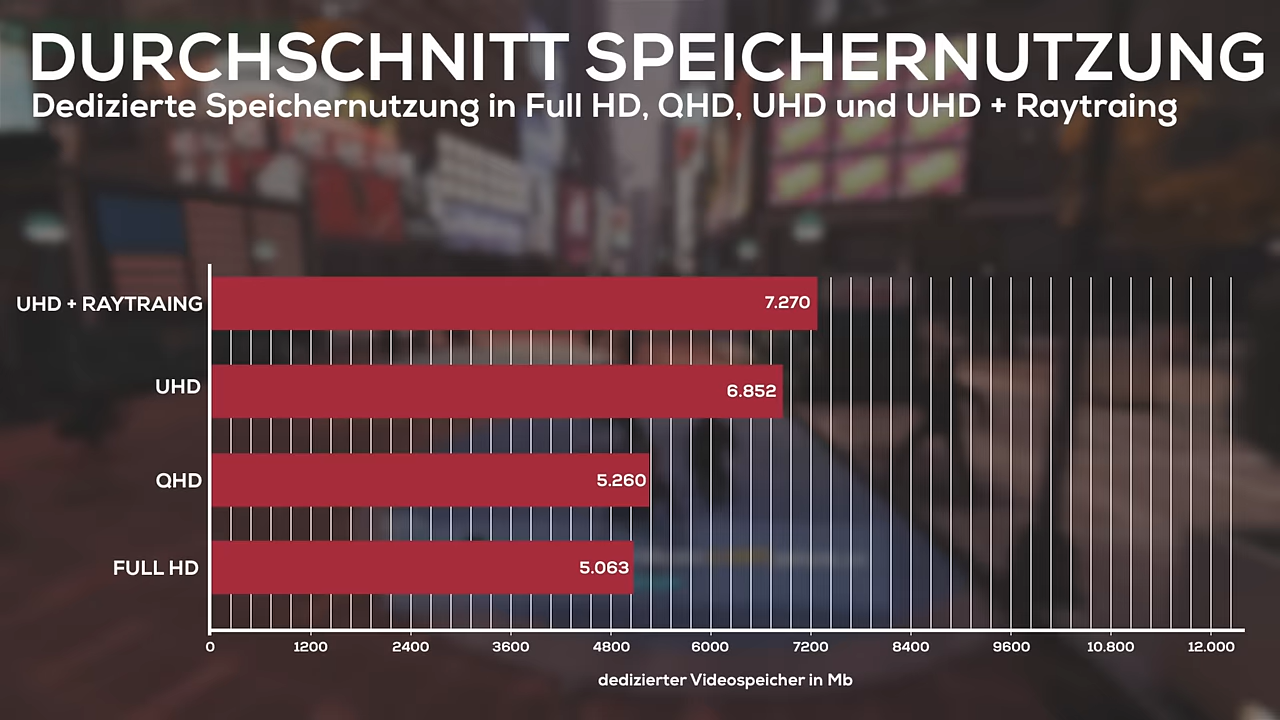 DURCHSCHNITT SPEICHERNUTZUNG
Dedizierte Speichernutzung in Full HD, QHD, UHD und UHD + Raytraing
UHD + RAYTRAING 7.270
UHD 6.852
QHD 5.260
FULL HD 5.063
0 1200 2400 3600 4800 6000 7200 8400 9600 10.800 12.000
dedizierter Videospeicher in Mb